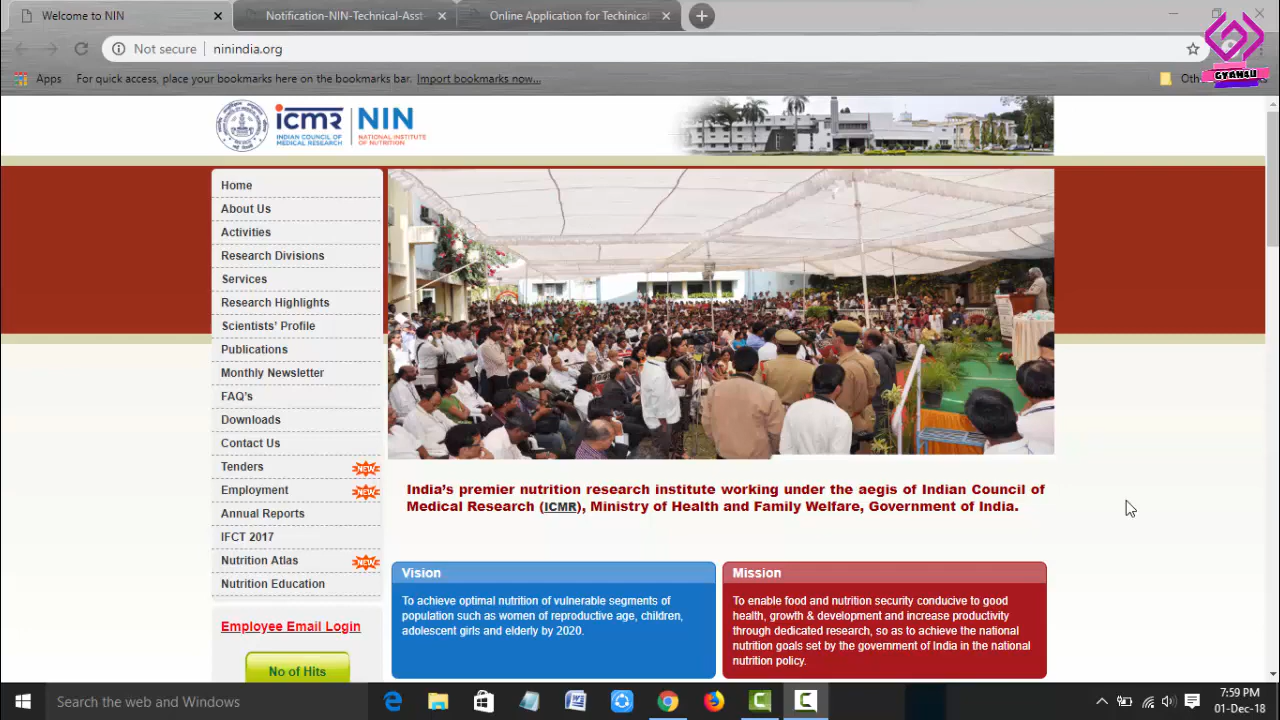 Welcome to NIN
Notification-NIN-Technical-Asst
Online Application for Techinical
GYAN4U
Not secure
ninindia.org
Apps
For quick access, place your bookmarks here on the bookmarks bar. Import bookmarks now...
icmr
INDIAN COUNCIL OF
MEDICAL RESEARCH
NIN
NATIONAL INSTITUTE
OF NUTRITION
Home
About Us
Activities
Research Divisions
Services
Research Highlights
Scientists' Profile
Publications
Monthly Newsletter
FAQ's
Downloads
Contact Us
Tenders NEW
Employment NEW
Annual Reports
IFCT 2017
Nutrition Atlas NEW
Nutrition Education
Employee Email Login
No of Hits
India's premier nutrition research institute working under the aegis of Indian Council of
Medical Research (ICMR), Ministry of Health and Family Welfare, Government of India.
Vision
To achieve optimal nutrition of vulnerable segments of
population such as women of reproductive age, children,
adolescent girls and elderly by 2020.
Mission
To enable food and nutrition security conducive to good
health, growth & development and increase productivity
through dedicated research, so as to achieve the national
nutrition goals set by the government of India in the national
nutrition policy.
Search the web and Windows
7:59 PM
01-Dec-18